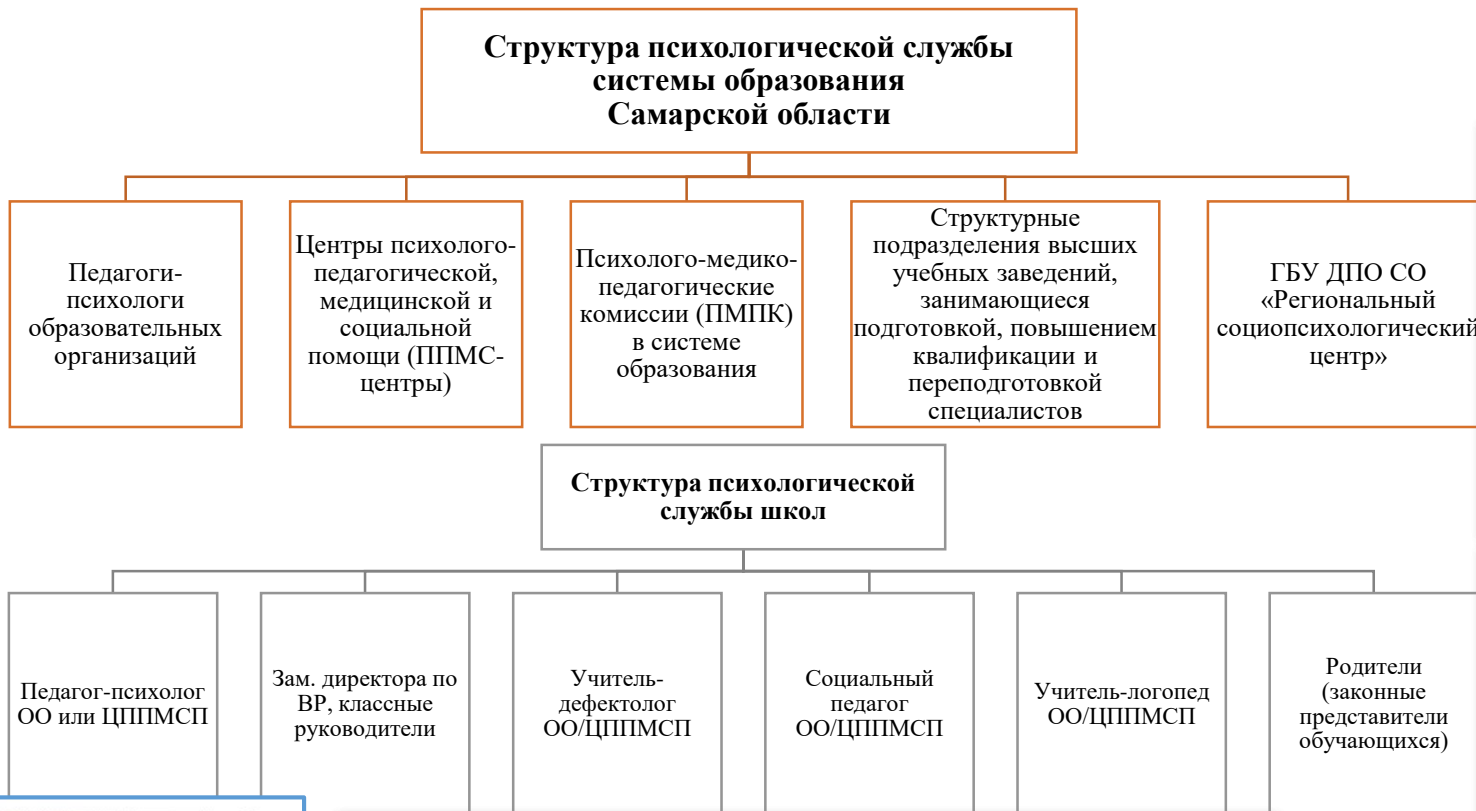 Структура психологической службы
системы образования
Самарской области
Педагоги-
психологи
образовательных
организаций
Центры психолого-
педагогической,
медицинской и
социальной
помощи (ППМС-
центры)
Психолого-медико-
педагогические
комиссии (ПМПК)
в системе
образования
Структурные
подразделения высших
учебных заведений,
занимающиеся
подготовкой, повышением
квалификации и
переподготовкой
специалистов
ГБУ ДПО СО
«Региональный
социопсихологический
центр»
Структура психологической
службы школ
Педагог-психолог
ОО или ЦППМСП
Зам. директора по
ВР, классные
руководители
Учитель-
дефектолог
ОО/ЦППМСП
Социальный
педагог
ОО/ЦППМСП
Учитель-логопед
ОО/ЦППМСП
Родители
(законные
представители
обучающихся)